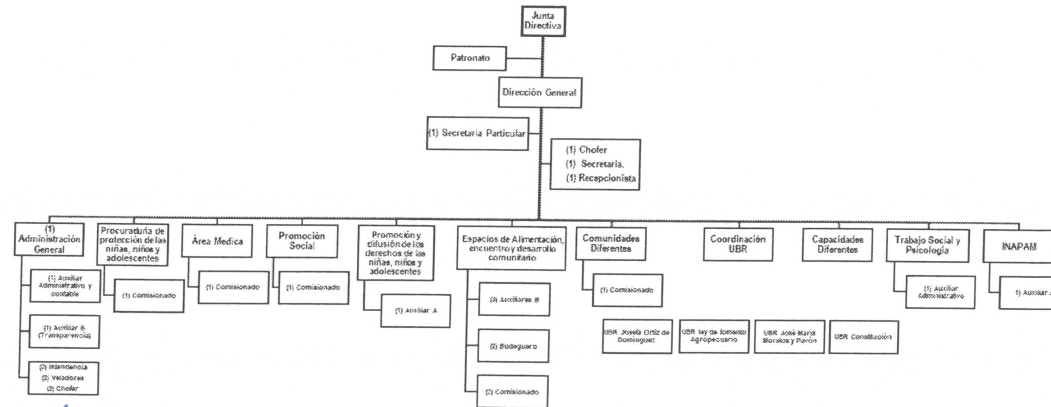 Junta
Directiva
Patronato
Dirección General
(1) Secretaria Particular
(1) Chofer
(1) Secretaria.
(1) Recepcionista
(1)
Administración
General
Procuraduría de
protección de las
niñas, niños y
adolescentes
Área Medica
Promoción
Social
Promoción y
difusión de los
derechos de las
niñas, niños y
adolescentes
Espacios de Alimentación,
encuentro y desarrollo
comunitario
Comunidades
Diferentes
Coordinación
UBR
Capacidades
Diferentes
Trabajo Social y
Psicología
INAPAM
(1) Auxiliar
Administrativo y
contable
(1) Comisionado
(1) Comisionado
(1) Comisionado
(1) Auxiliar A
(3) Auxiliares B
(1) Comisionado
(1) Auxiliar
Administrativo
(1) Auxiliar
(1) Auxiliar B
(Transparencia)
(2) Bodeguero
UBR Josefa Ortiz de
Domínguez
UBR ley de fomento
Agropecuario
UBR José María
Morelos y Pavón
UBR Constitución
(2) Intendencia
(2) Veladores
(2) Chofer
(2) Comisionado